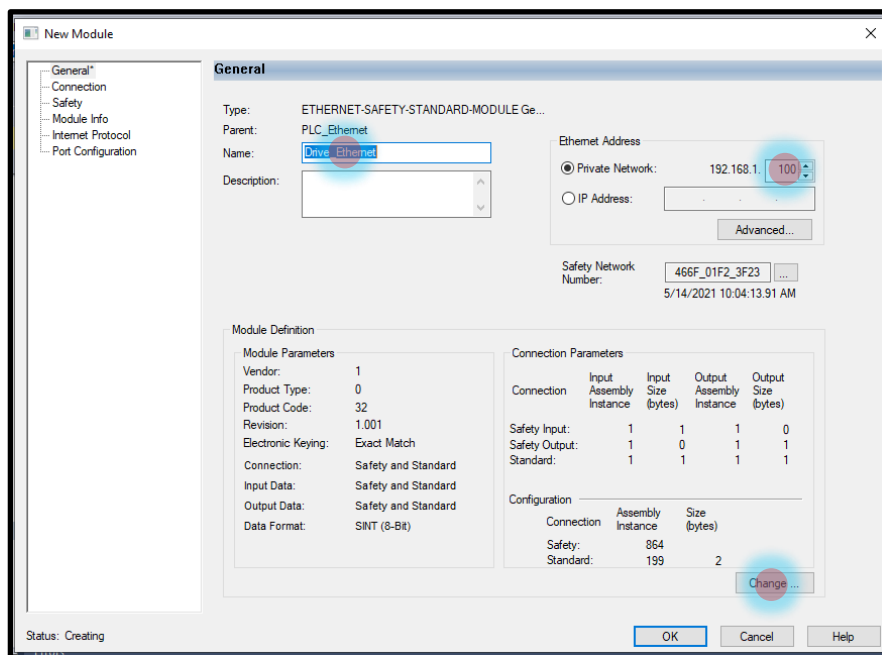 New Module
General*
Connection
Safety
Module Info
Internet Protocol
Port Configuration
General
Type: ETHERNET-SAFETY-STANDARD-MODULE Ge...
Parent: PLC_Ethernet
Name: Drive_Ethernet
Description:
Ethernet Address
Private Network: 192.168.1. 100
IP Address: . . .
Advanced...
Safety Network
Number:
466F_01F2_3F23 ...
5/14/2021 10:04:13.91 AM
Module Definition
Module Parameters
Vendor: 1
Product Type: 0
Product Code: 32
Revision: 1.001
Electronic Keying: Exact Match
Connection: Safety and Standard
Input Data: Safety and Standard
Output Data: Safety and Standard
Data Format: SINT (8-Bit)
Connection Parameters
Input Input Output Output
Connection Assembly Size Assembly Size
Instance (bytes) Instance (bytes)
Safety Input: 1 1 1 0
Safety Output: 1 0 1 1
Standard: 1 1 1 1
Configuration
Assembly Size
Connection Instance (bytes)
Safety: 864
Standard: 199 2
Change ...
Status: Creating
OK Cancel Help